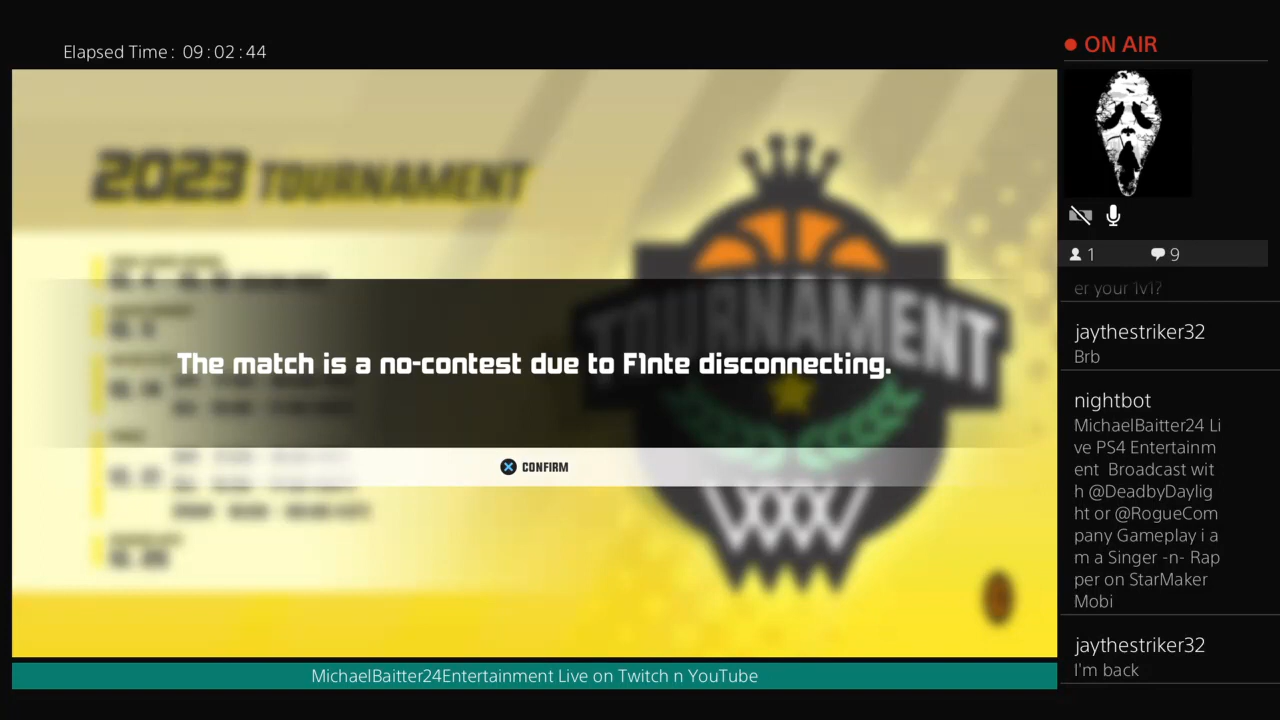 Elapsed Time: 09:02:44
ON AIR
2023 TOURNAMENT
TOURNAMENT
The match is a no-contest due to F1nte disconnecting.
CONFIRM
1 9
er your 1v1?
jaythestriker32
Brb
nightbot
MichaelBaitter24 Li
ve PS4 Entertainm
ent Broadcast wit
h @DeadbyDaylig
ht or @RogueCom
pany Gameplay i a
m a Singer -n- Rap
per on StarMaker
Mobi
jaythestriker32
I'm back
MichaelBaitter24Entertainment Live on Twitch n YouTube